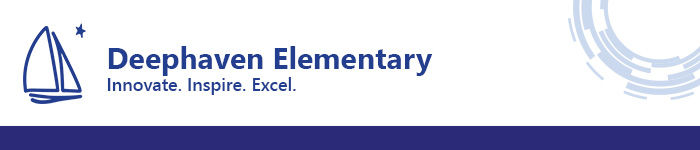 Deephaven Elementary
Innovate. Inspire. Excel.